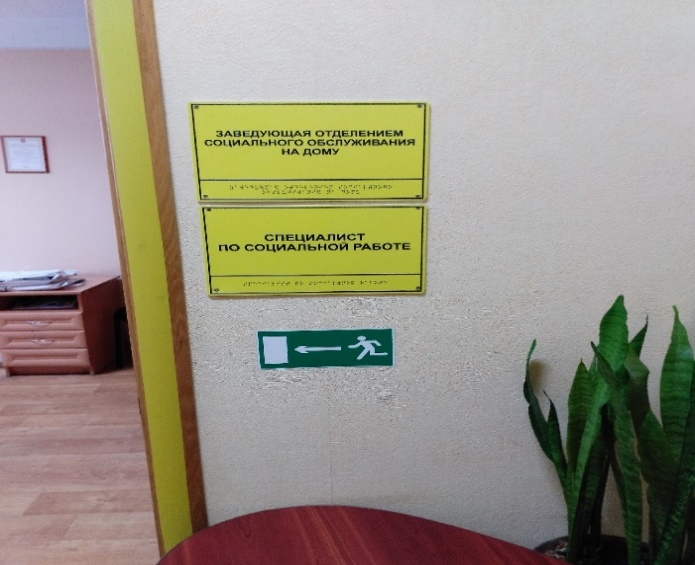 ЗАВЕДУЮЩАЯ ОТДЕЛЕНИЕМ
СОЦИАЛЬНОГО ОБСЛУЖИВАНИЯ
НА ДОМУ
СПЕЦИАЛИСТ
ПО СОЦИАЛЬНОЙ РАБОТЕ